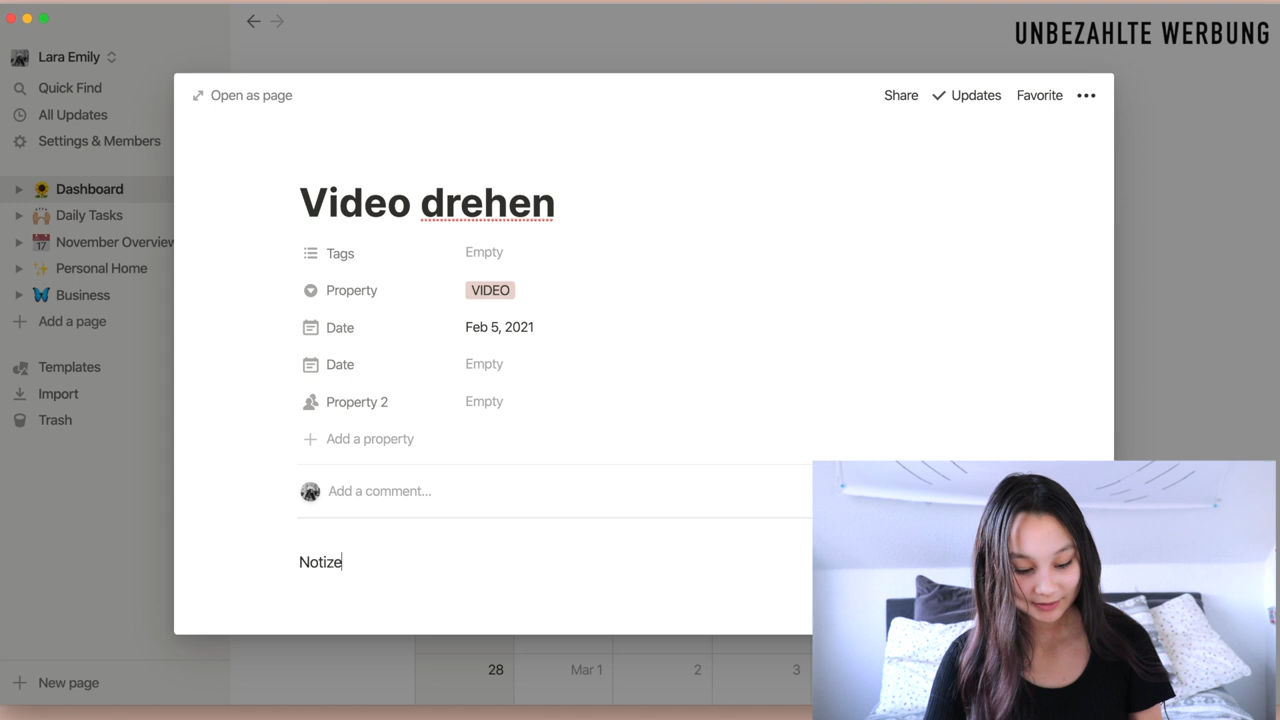 UNBEZAHLTE WERBUNG
Lara Emily
Quick Find
All Updates
Settings & Members
Dashboard
Daily Tasks
17
November Overview
Personal Home
Business
Add a page
Templates
Import
Trash
New page
Open as page
Share
Updates
Favorite
Video drehen
Tags
Empty
Property
VIDEO
Date
Feb 5, 2021
Date
Empty
Property 2
Empty
Add a property
Add a comment...
Notize
28
Mar 1
2
3